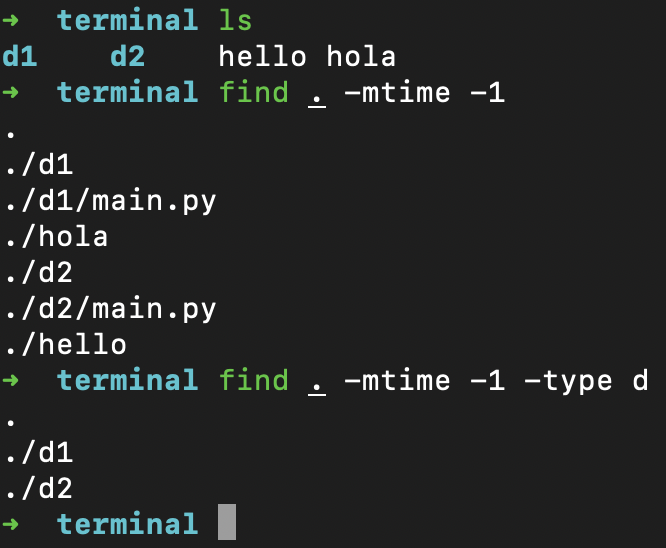 ➜  terminal ls
d1    d2    hello hola
➜  terminal find . -mtime -1
.
./d1
./d1/main.py
./hola
./d2
./d2/main.py
./hello
➜  terminal find . -mtime -1 -type d
.
./d1
./d2
➜  terminal